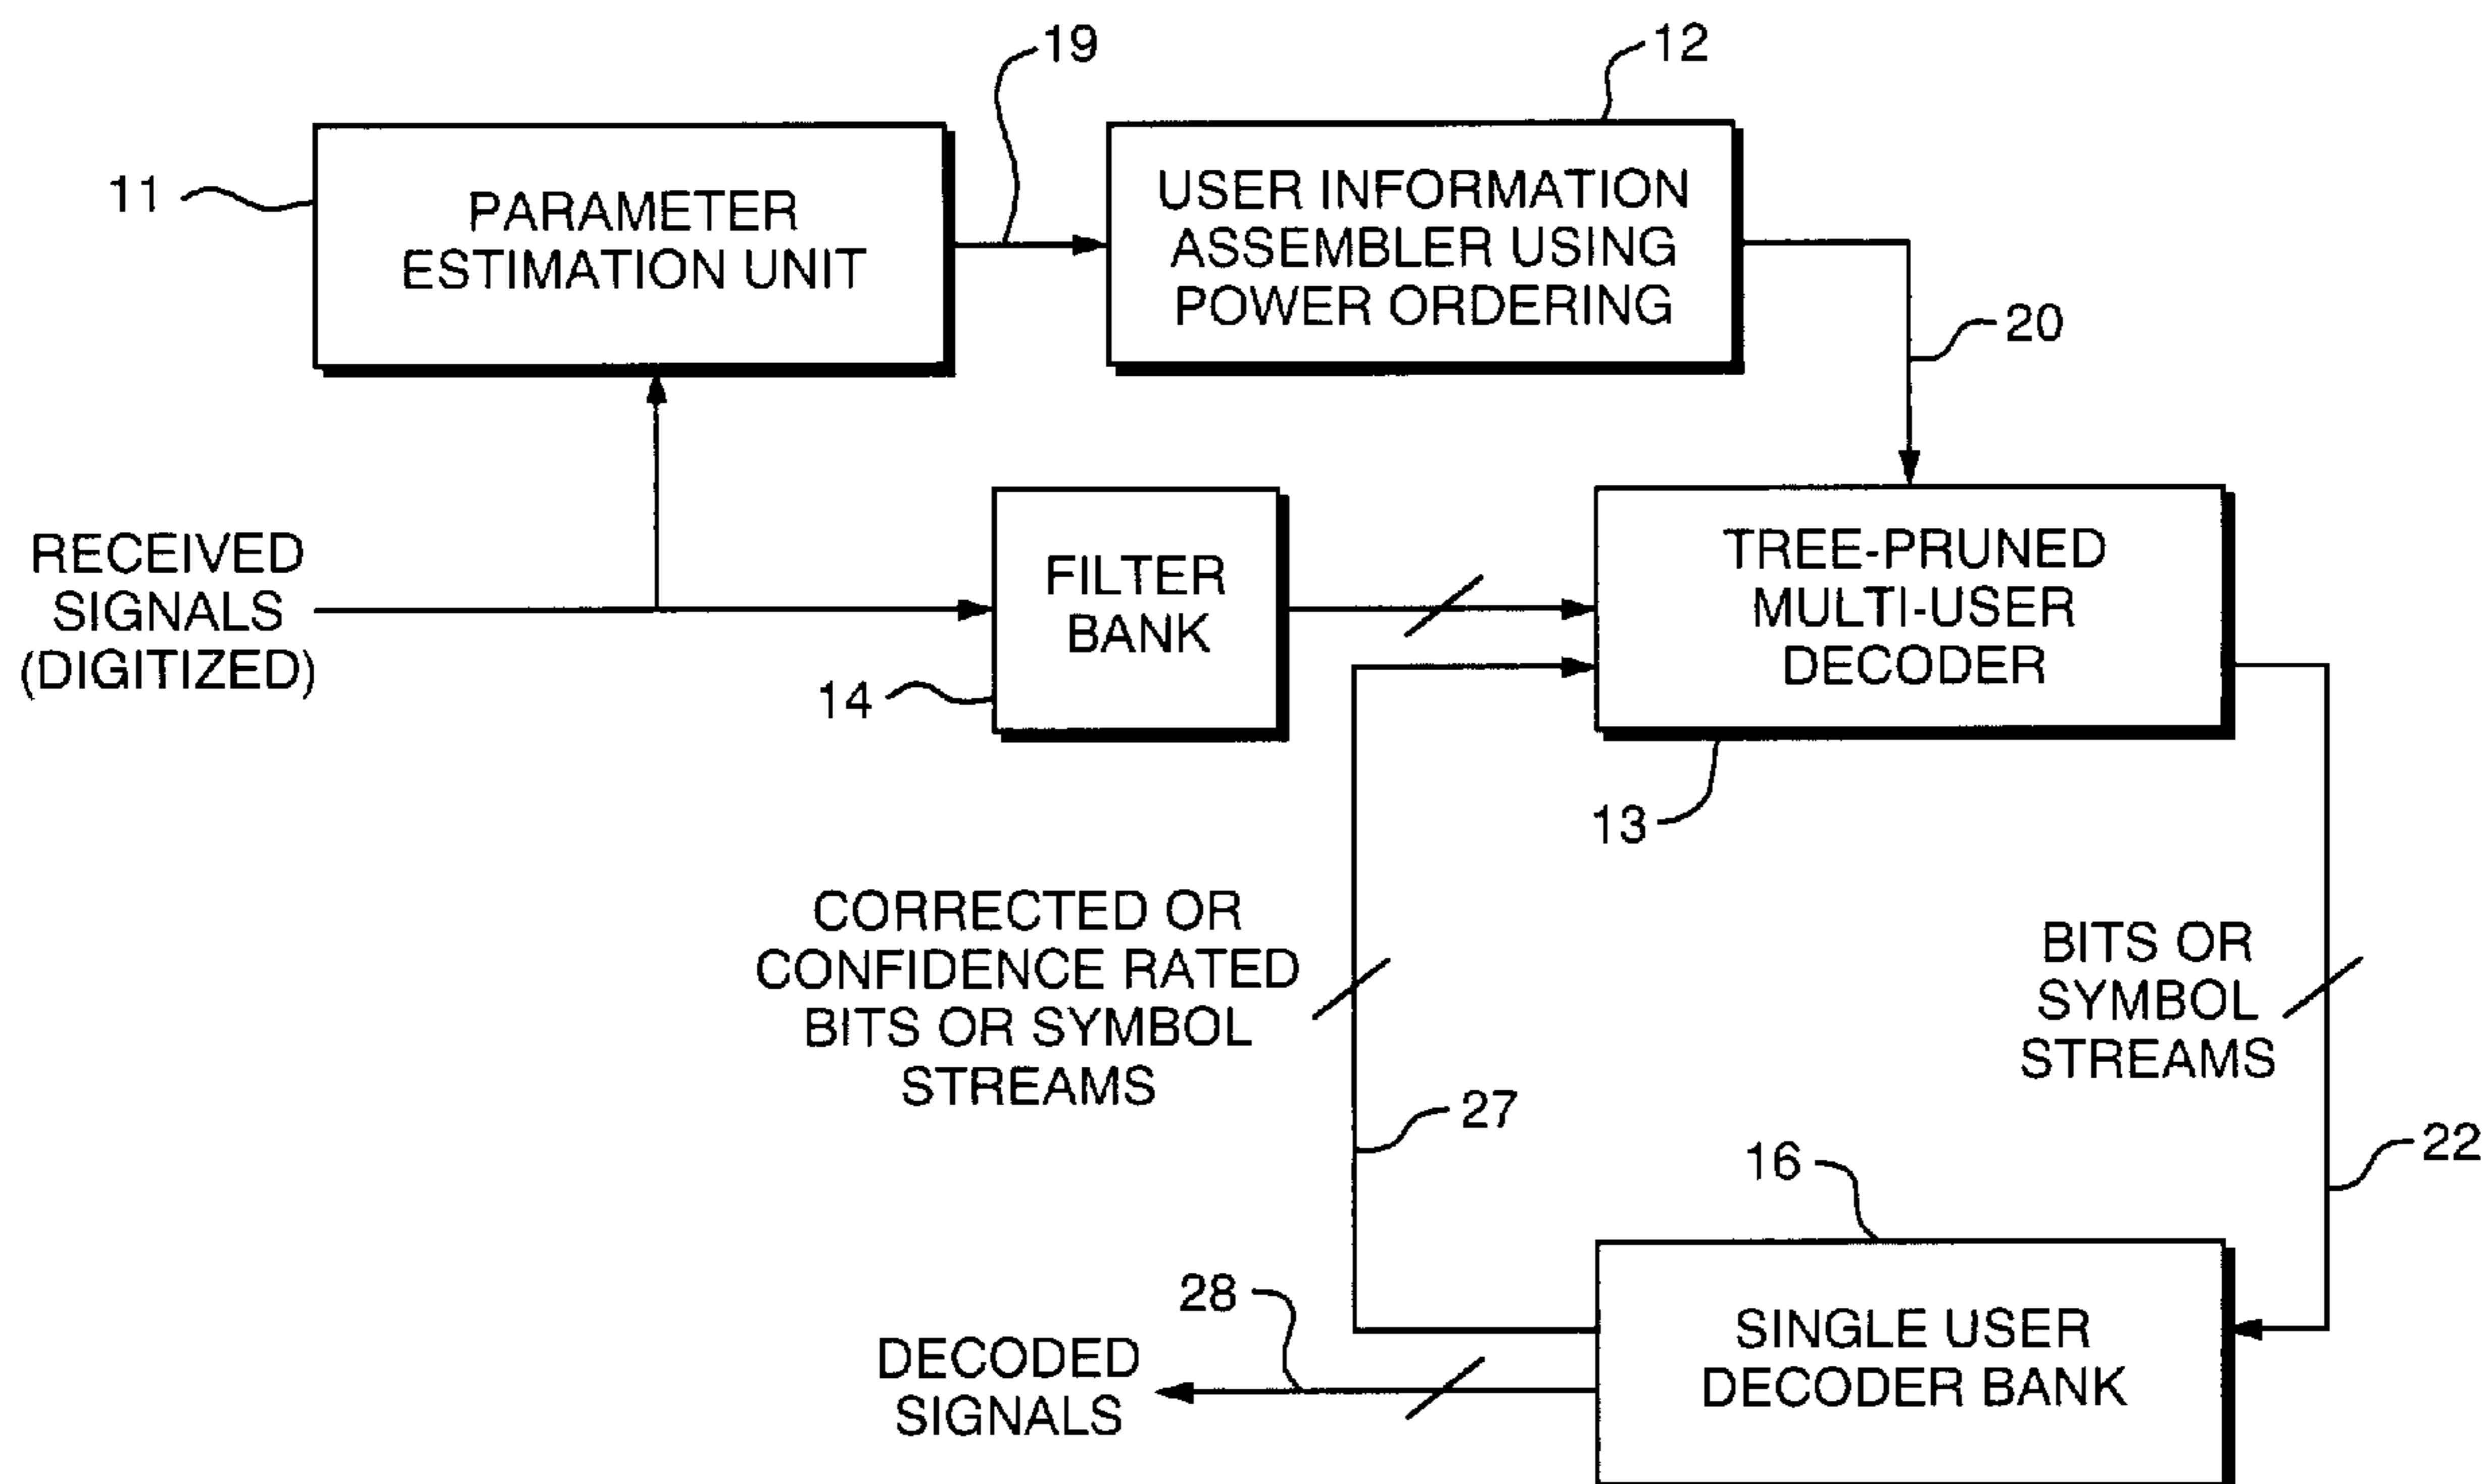 19
12
11
PARAMETER
ESTIMATION UNIT
USER INFORMATION
ASSEMBLER USING
POWER ORDERING
20
RECEIVED
SIGNALS
(DIGITIZED)
FILTER
BANK
14
TREE-PRUNED
MULTI-USER
DECODER
13
CORRECTED OR
CONFIDENCE RATED
BITS OR SYMBOL
STREAMS
BITS OR
SYMBOL
STREAMS
27
22
16
28
DECODED
SIGNALS
SINGLE USER
DECODER BANK